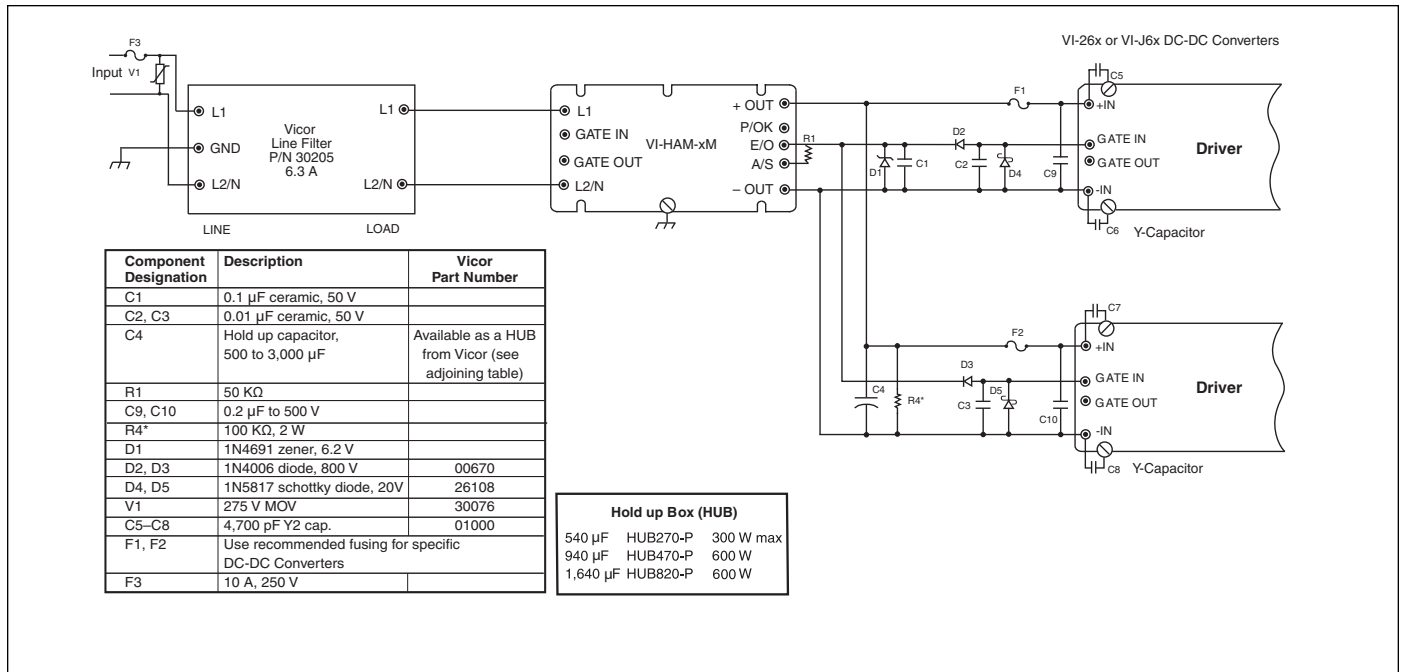 VI-26x or VI-J6x DC-DC Converters
F3
Input V1
L1
GND
L2/N
Vicor
Line Filter
P/N 30205
6.3 A
L1
L2/N
LINE
LOAD
L1
GATE IN
GATE OUT
L2/N
VI-HAM-xM
+ OUT
P/OK
E/O
A/S
– OUT
R1
D1
C1
D2
C2
D4
F1
C9
C5
+IN
GATE IN
GATE OUT
-IN
Driver
C6
Y-Capacitor
C4
R4*
D3
C3
D5
F2
C10
C7
+IN
GATE IN
GATE OUT
-IN
Driver
C8
Y-Capacitor
Component Designation Description Vicor Part Number
C1 0.1 µF ceramic, 50 V
C2, C3 0.01 µF ceramic, 50 V
C4 Hold up capacitor, Available as a HUB
500 to 3,000 µF from Vicor (see
adjoining table)
R1 50 KΩ
C9, C10 0.2 µF to 500 V
R4* 100 KΩ, 2 W
D1 1N4691 zener, 6.2 V
D2, D3 1N4006 diode, 800 V 00670
D4, D5 1N5817 schottky diode, 20V 26108
V1 275 V MOV 30076
C5–C8 4,700 pF Y2 cap. 01000
F1, F2 Use recommended fusing for specific
DC-DC Converters
F3 10 A, 250 V
Hold up Box (HUB)
540 µF HUB270-P 300 W max
940 µF HUB470-P 600 W
1,640 µF HUB820-P 600 W